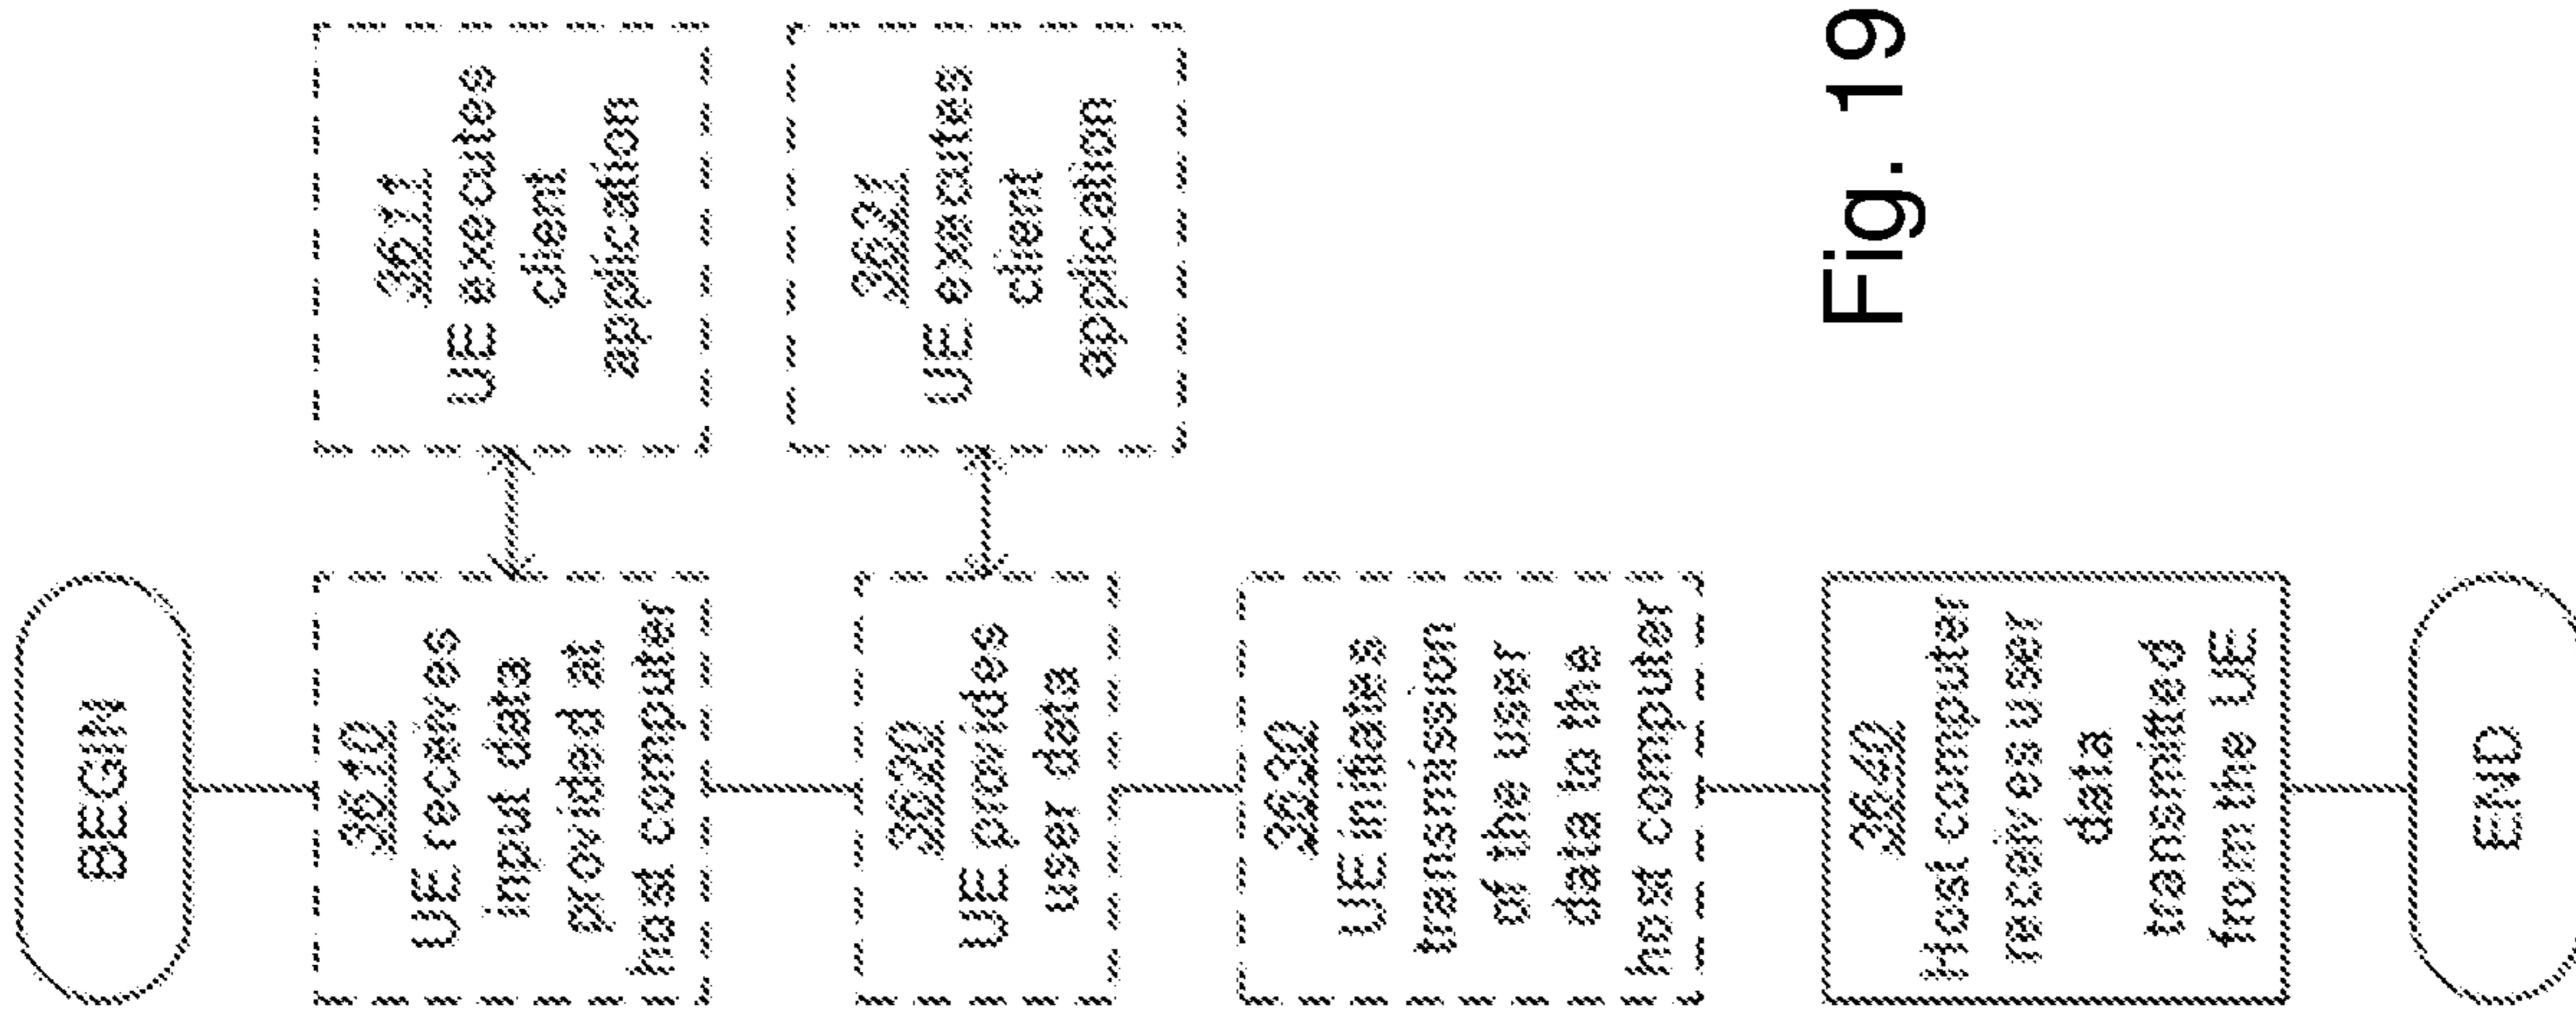 BEGIN
3610
UE receives
input data
provided at
host computer
3611
UE executes
client
application
3620
UE provides
user data
3621
UE executes
client
application
3630
UE initiates
transmission
of the user
data to the
host computer
3640
Host computer
receives user
data
transmitted
from the UE
END
Fig. 19